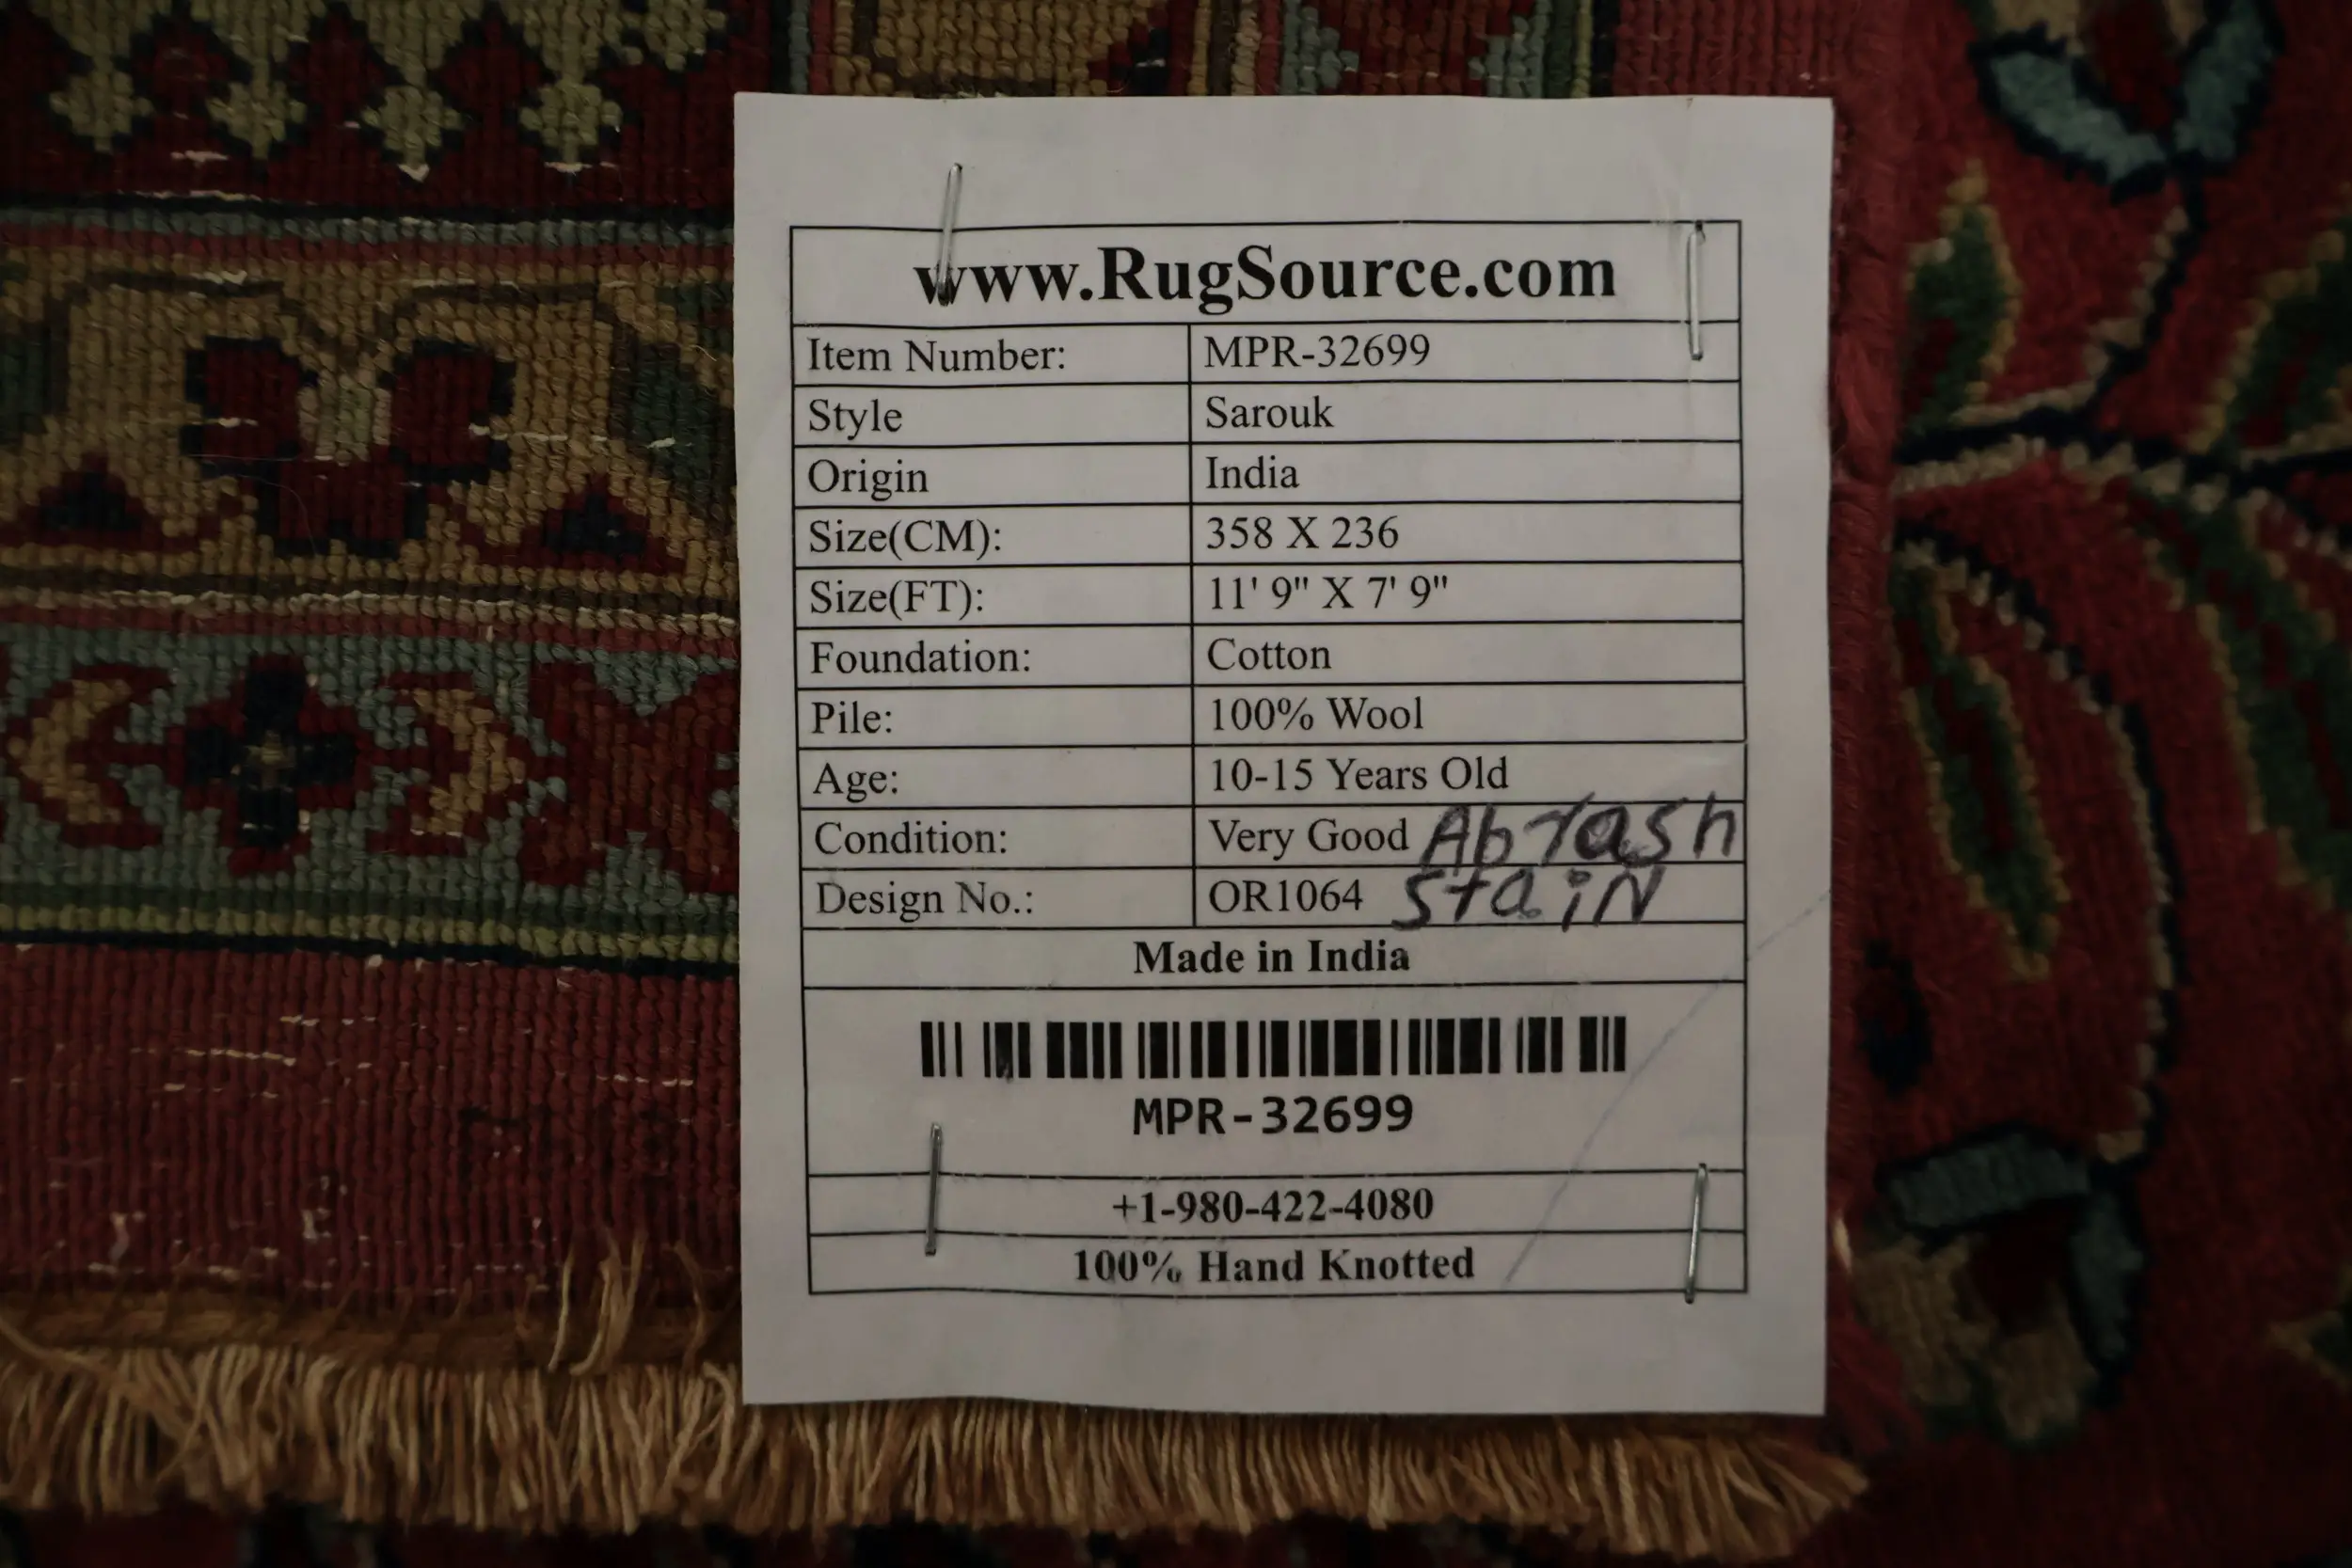 www.RugSource.com
Item Number: MPR-32699
Style Sarouk
Origin India
Size(CM): 358 X 236
Size(FT): 11' 9" X 7' 9"
Foundation: Cotton
Pile: 100% Wool
Age: 10-15 Years Old
Condition: Very Good Abrash
Design No.: OR1064 StaiN
Made in India
MPR-32699
+1-980-422-4080
100% Hand Knotted